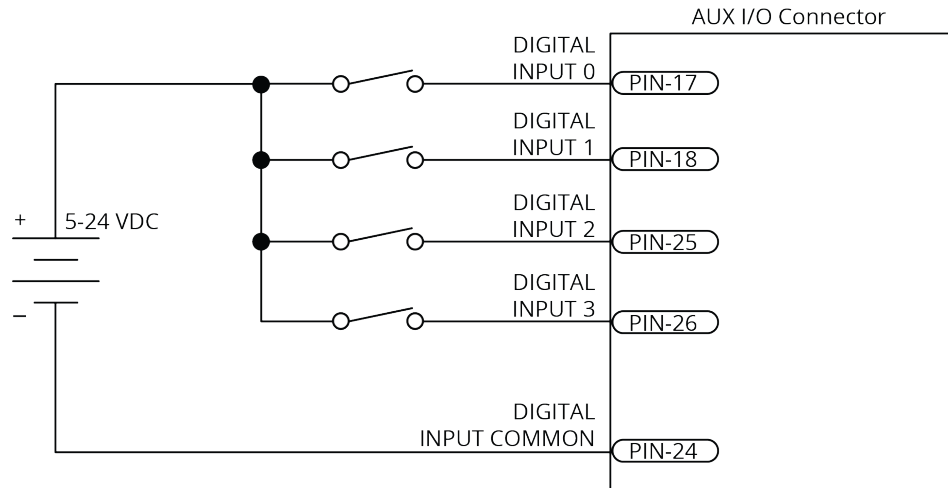 AUX I/O Connector
DIGITAL
INPUT 0
PIN-17
DIGITAL
INPUT 1
PIN-18
+ 5-24 VDC
DIGITAL
INPUT 2
PIN-25
DIGITAL
INPUT 3
PIN-26
–
DIGITAL
INPUT COMMON
PIN-24